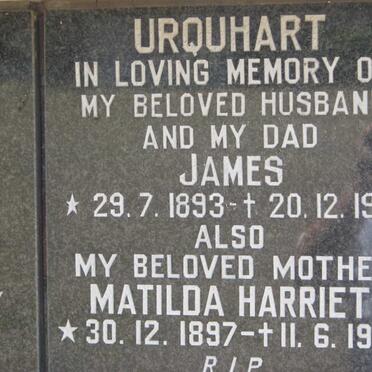 URQUHART
IN LOVING MEMORY O
MY BELOVED HUSBAN
AND MY DAD
JAMES
★ 29.7.1893-† 20.12.19
ALSO
MY BELOVED MOTHE
MATILDA HARRIET
★ 30.12.1897-† 11.6.19
R.I.P